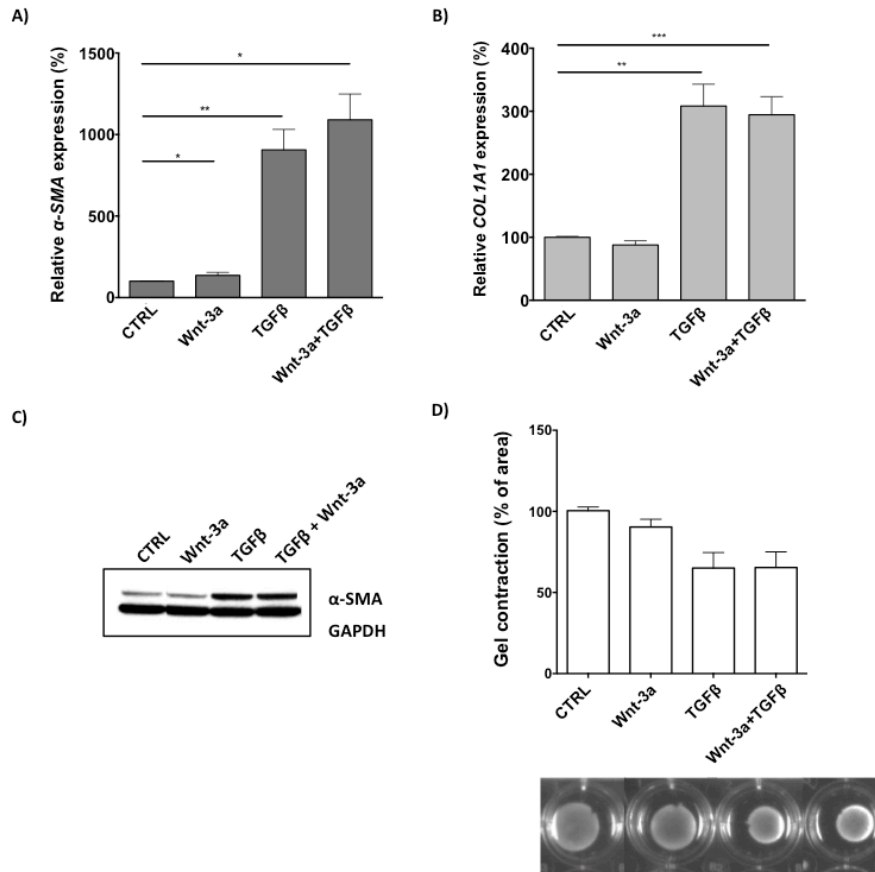 A)
Relative α-SMA expression (%)
1500
1000
500
0
*
**
*
CTRL
Wnt-3a
TGFβ
Wnt-3a+TGFβ
B)
Relative COL1A1 expression (%)
400
300
200
100
0
***
**
CTRL
Wnt-3a
TGFβ
Wnt-3a+TGFβ
C)
CTRL
Wnt-3a
TGFβ
TGFβ + Wnt-3a
α-SMA
GAPDH
D)
Gel contraction (% of area)
150
100
50
0
CTRL
Wnt-3a
TGFβ
Wnt-3a+TGFβ